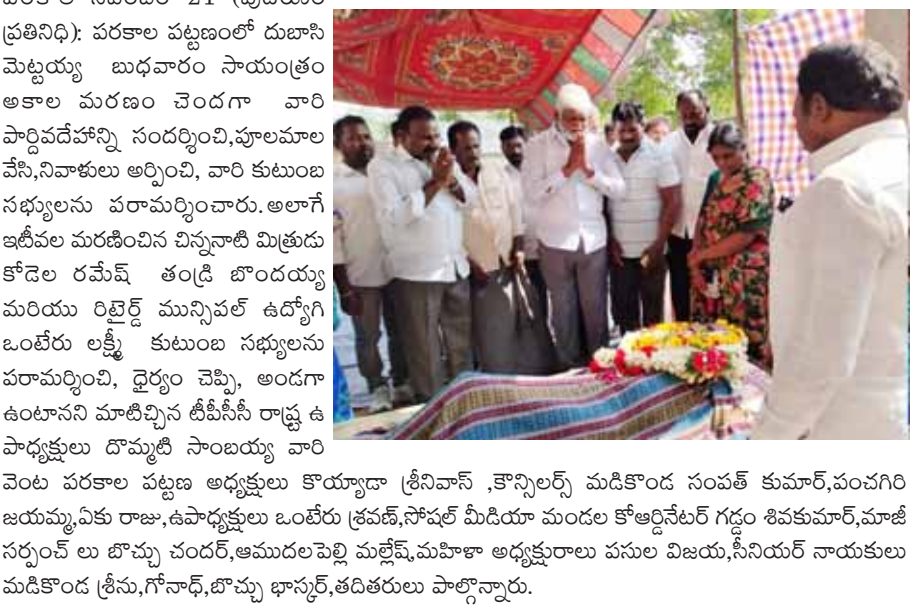 ప్రతినిధి): పరకాల పట్టణంలో దుబాసి
మెట్టయ్య బుధవారం సాయంత్రం
అకాల మరణం చెందగా వారి
పార్దివదేహాన్ని సందర్శించి,పూలమాల
వేసి,నివాళులు అర్పించి, వారి కుటుంబ
సభ్యులను పరామర్శించారు.అలాగే
ఇటీవల మరణించిన చిన్ననాటి మిత్రుడు
కోడెల రమేష్ తండ్రి బొందయ్య
మరియు రిటైర్డ్ మున్సిపల్ ఉద్యోగి
ఒంటేరు లక్ష్మీ కుటుంబ సభ్యులను
పరామర్శించి, ధైర్యం చెప్పి, అండగా
ఉంటానని మాటిచ్చిన టీపీసీసీ రాష్ట్ర ఉ
పాధ్యక్షులు దొమ్మటి సాంబయ్య వారి
వెంట పరకాల పట్టణ అధ్యక్షులు కొయ్యాడా శ్రీనివాస్ ,కౌన్సిలర్స్ మడికొండ సంపత్ కుమార్,పంచగిరి
జయమ్మ,ఏకు రాజు,ఉపాధ్యక్షులు ఒంటేరు శ్రవణ్,సోషల్ మీడియా మండల కోఆర్డినేటర్ గడ్డం శివకుమార్,మాజీ
సర్పంచ్ లు బొచ్చు చందర్,ఆముదలపెల్లి మల్లేష్,మహిళా అధ్యక్షురాలు పసుల విజయ,సీనియర్ నాయకులు
మడికొండ శ్రీను,గోనాధ్,బొచ్చు భాస్కర్,తదితరులు పాల్గొన్నారు.